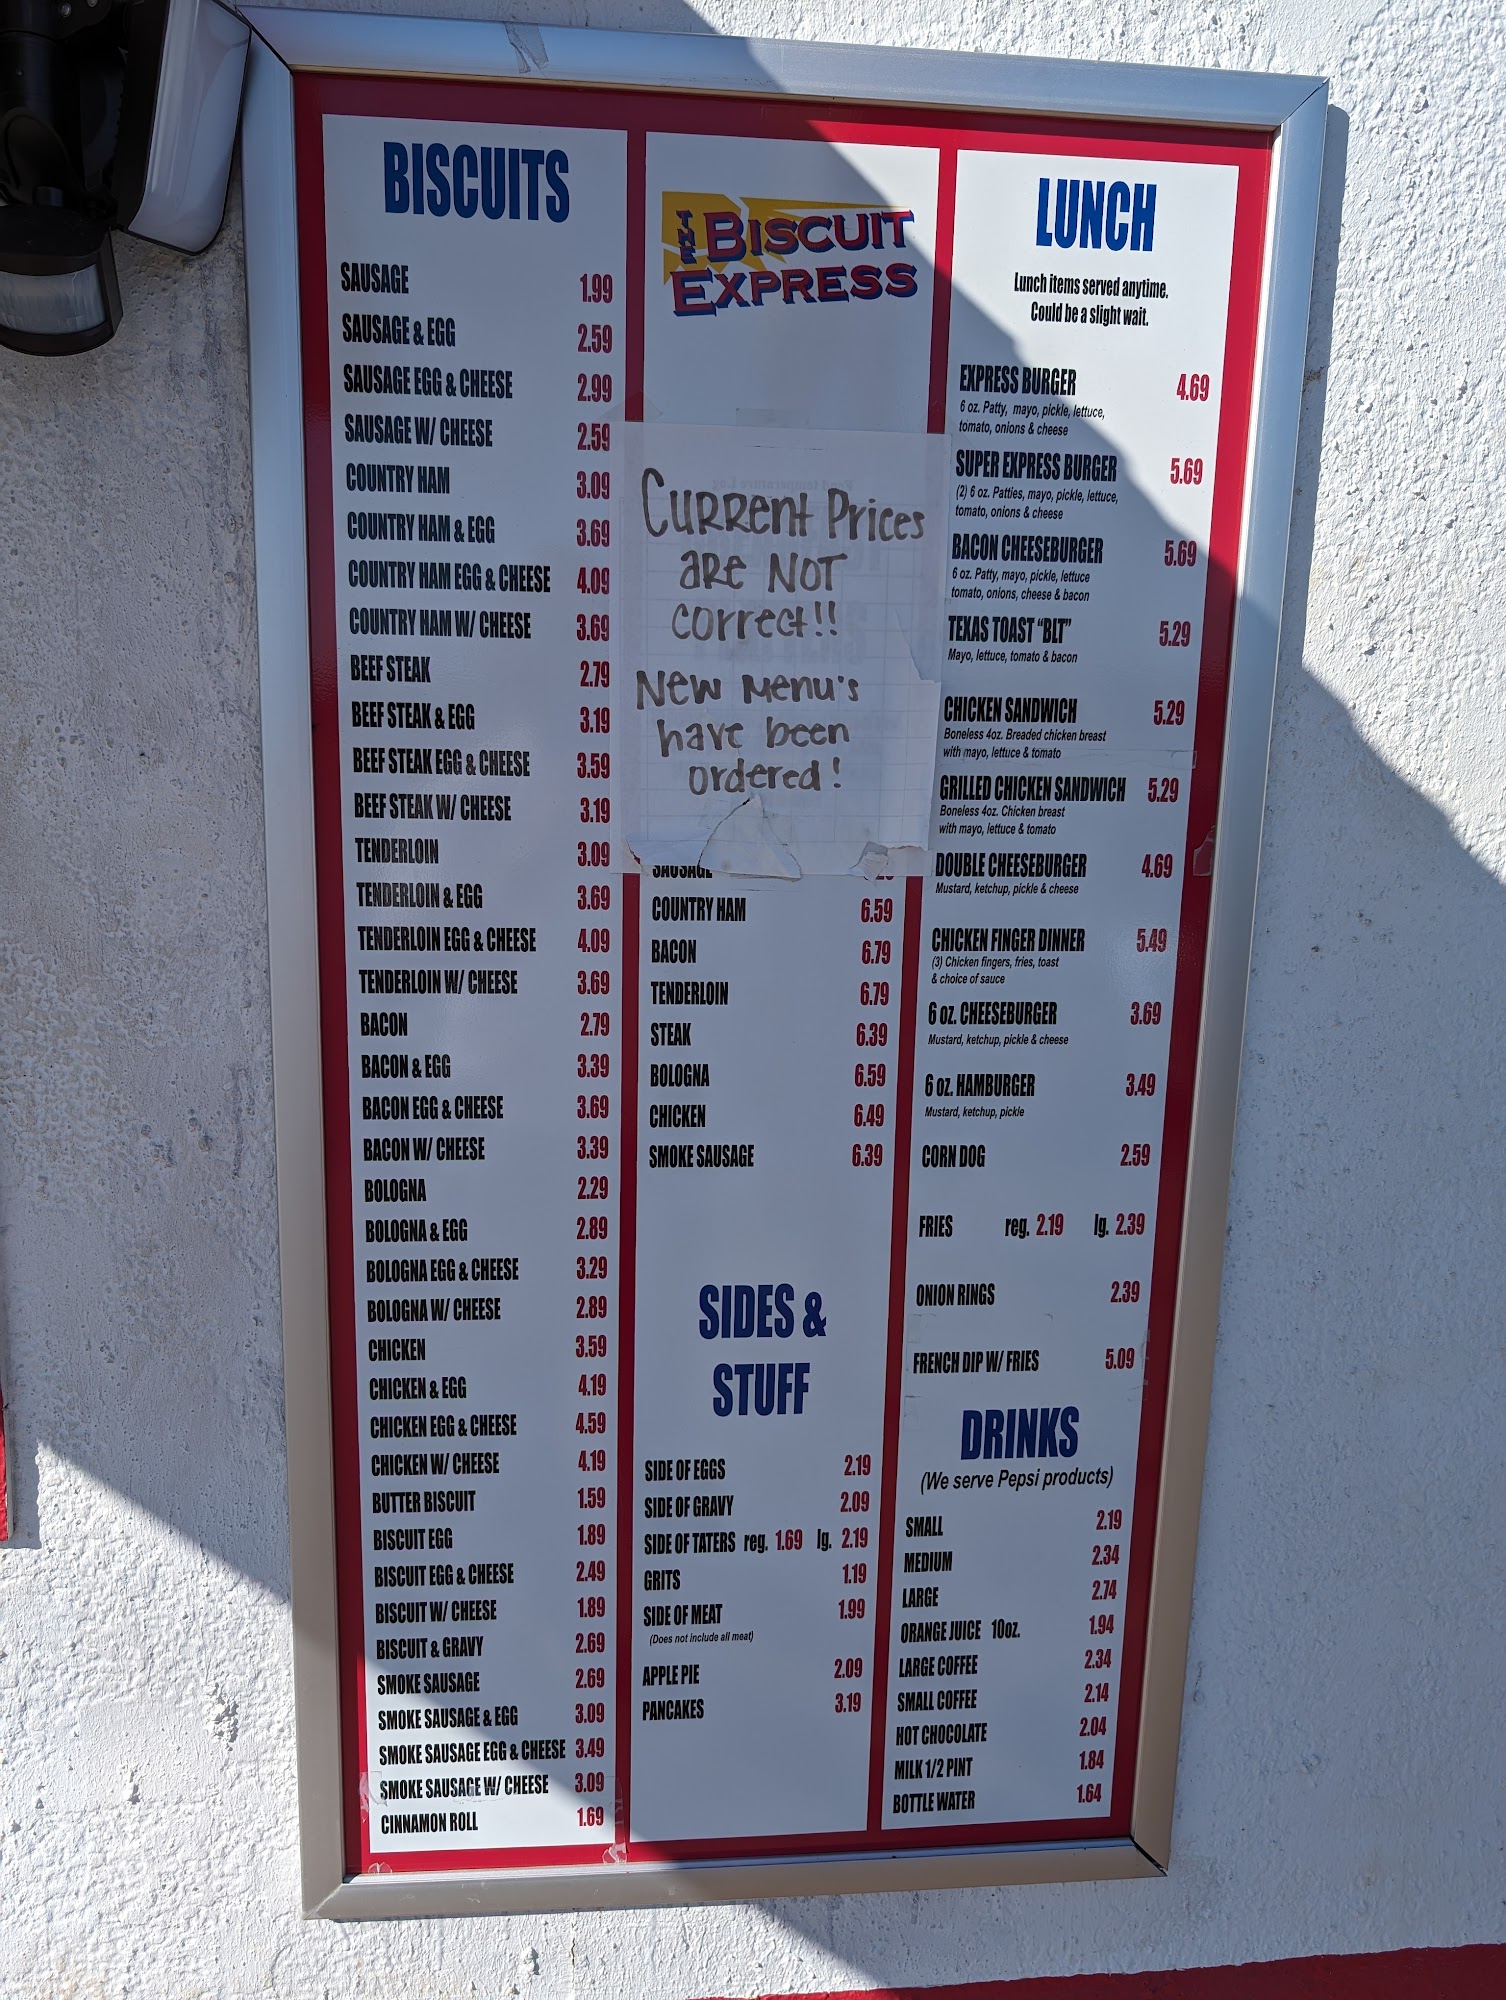 BISCUITS
SAUSAGE 1.99
SAUSAGE & EGG 2.59
SAUSAGE EGG & CHEESE 2.99
SAUSAGE W/ CHEESE 2.59
COUNTRY HAM 3.09
COUNTRY HAM & EGG 3.69
COUNTRY HAM EGG & CHEESE 4.09
COUNTRY HAM W/ CHEESE 3.69
BEEF STEAK 2.79
BEEF STEAK & EGG 3.19
BEEF STEAK EGG & CHEESE 3.59
BEEF STEAK W/ CHEESE 3.19
TENDERLOIN 3.09
TENDERLOIN & EGG 3.69
TENDERLOIN EGG & CHEESE 4.09
TENDERLOIN W/ CHEESE 3.69
BACON 2.79
BACON & EGG 3.39
BACON EGG & CHEESE 3.69
BACON W/ CHEESE 3.39
BOLOGNA 2.29
BOLOGNA & EGG 2.89
BOLOGNA EGG & CHEESE 3.29
BOLOGNA W/ CHEESE 2.89
CHICKEN 3.59
CHICKEN & EGG 4.19
CHICKEN EGG & CHEESE 4.59
CHICKEN W/ CHEESE 4.19
BUTTER BISCUIT 1.59
BISCUIT EGG 1.89
BISCUIT EGG & CHEESE 2.49
BISCUIT W/ CHEESE 1.89
BISCUIT & GRAVY 2.69
SMOKE SAUSAGE 2.69
SMOKE SAUSAGE & EGG 3.09
SMOKE SAUSAGE EGG & CHEESE 3.49
SMOKE SAUSAGE W/ CHEESE 3.09
CINNAMON ROLL 1.69
THE BISCUIT
EXPRESS
Current Prices
are NOT
correct!!
New Menu's
have been
ordered!
SAUSAGE
COUNTRY HAM 6.59
BACON 6.79
TENDERLOIN 6.79
STEAK 6.39
BOLOGNA 6.59
CHICKEN 6.49
SMOKE SAUSAGE 6.39
SIDES &
STUFF
SIDE OF EGGS 2.19
SIDE OF GRAVY 2.09
SIDE OF TATERS reg. 1.69 lg. 2.19
GRITS 1.19
SIDE OF MEAT 1.99
(Does not include all meat)
APPLE PIE 2.09
PANCAKES 3.19
LUNCH
Lunch items served anytime.
Could be a slight wait.
EXPRESS BURGER 4.69
6 oz. Patty, mayo, pickle, lettuce,
tomato, onions & cheese
SUPER EXPRESS BURGER 5.69
(2) 6 oz. Patties, mayo, pickle, lettuce,
tomato, onions & cheese
BACON CHEESEBURGER 5.69
6 oz. Patty, mayo, pickle, lettuce
tomato, onions, cheese & bacon
TEXAS TOAST "BLT" 5.29
Mayo, lettuce, tomato & bacon
CHICKEN SANDWICH 5.29
Boneless 4oz. Breaded chicken breast
with mayo, lettuce & tomato
GRILLED CHICKEN SANDWICH 5.29
Boneless 4oz. Chicken breast
with mayo, lettuce & tomato
DOUBLE CHEESEBURGER 4.69
Mustard, ketchup, pickle & cheese
CHICKEN FINGER DINNER 5.49
(3) Chicken fingers, fries, toast
& choice of sauce
6 oz. CHEESEBURGER 3.69
Mustard, ketchup, pickle & cheese
6 oz. HAMBURGER 3.49
Mustard, ketchup, pickle
CORN DOG 2.59
FRIES reg. 2.19 lg. 2.39
ONION RINGS 2.39
FRENCH DIP W/ FRIES 5.09
DRINKS
(We serve Pepsi products)
SMALL 2.19
MEDIUM 2.34
LARGE 2.74
ORANGE JUICE 10oz. 1.94
LARGE COFFEE 2.34
SMALL COFFEE 2.14
HOT CHOCOLATE 2.04
MILK 1/2 PINT 1.84
BOTTLE WATER 1.64